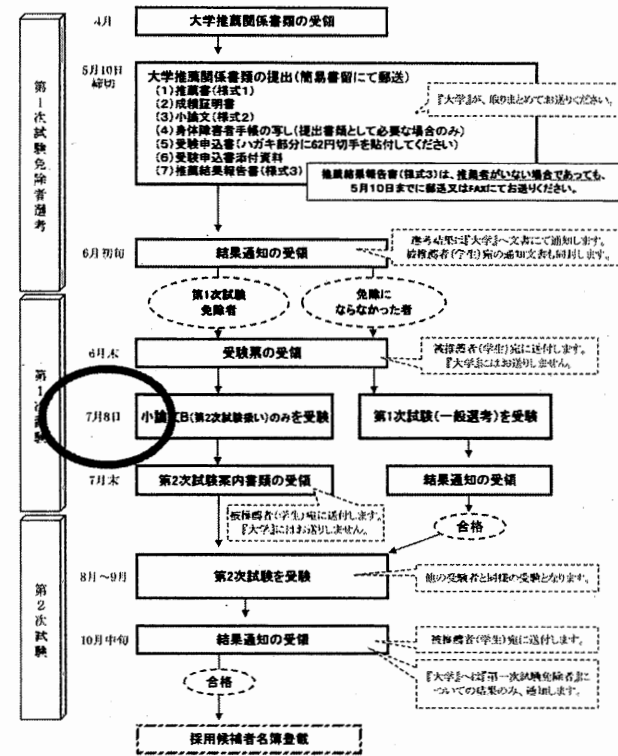 4月
大学推薦関係書類の受領
第1次試験免除者選考
5月10日
締切
大学推薦関係書類の提出(簡易書留にて郵送)
(1)推薦書(様式1)
(2)成績証明書
(3)小論文(様式2)
(4)身体障害者手帳の写し(提出書類として必要な場合のみ)
(5)受験申込書(ハガキ部分に62円切手を貼付してください)
(6)受験申込書添付資料
(7)推薦結果報告書(様式3)
『大学』が、取りまとめてお送りください。
推薦結果報告書(様式3)は、推薦者がいない場合であっても、
5月10日までに郵送又はFAXにてお送りください。
6月初旬
結果通知の受領
選考結果は『大学』へ文書にて通知します。
被推薦者(学生)宛の通知文書も同封します。
第1次試験
免除者
免除に
ならなかった者
第1次試験
6月末
受験票の受領
被推薦者(学生)宛に送付します。
『大学』にはお送りしません。
7月8日
小論文B(第2次試験扱い)のみを受験
第1次試験(一般選考)を受験
7月末
第2次試験案内書類の受領
結果通知の受領
被推薦者(学生)宛に送付します。
『大学』にはお送りしません。
合格
第2次試験
8月～9月
第2次試験を受験
他の受験者と同様の受験となります。
10月中旬
結果通知の受領
被推薦者(学生)宛に送付します。
合格
『大学』へは『第一次試験免除者』に
ついての結果のみ、通知します。
採用候補者名簿登載